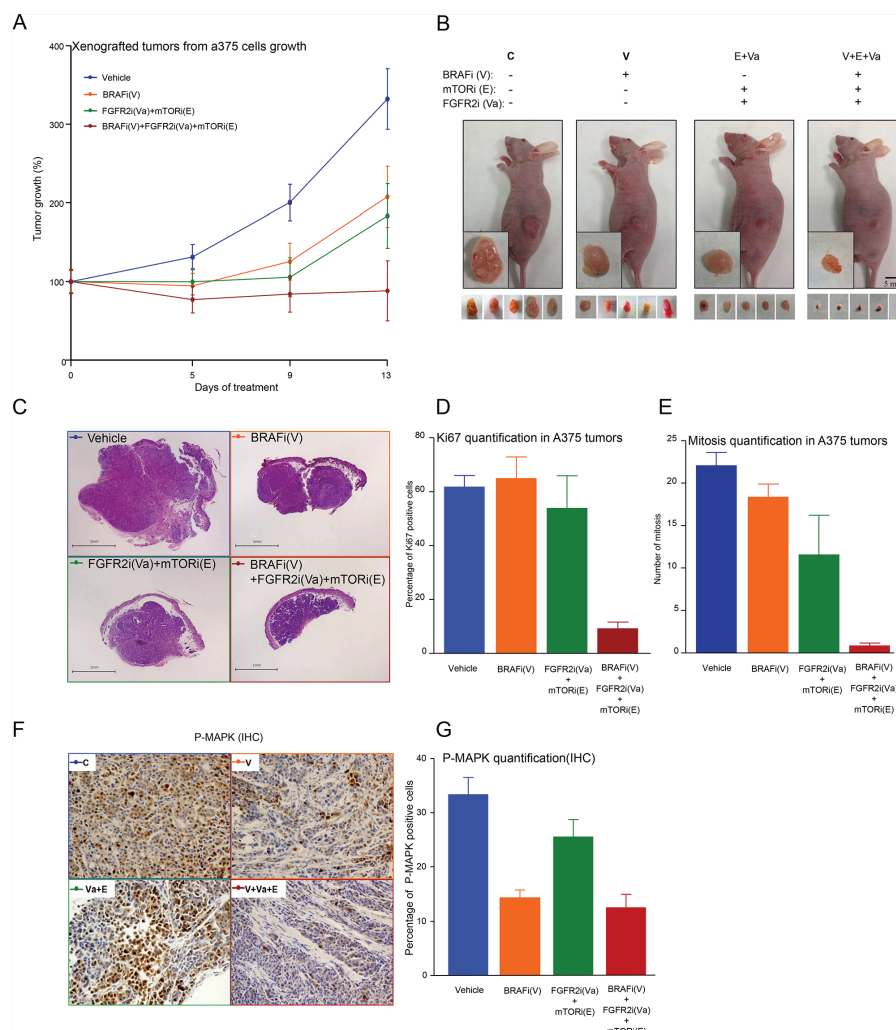 A
Xenografted tumors from a375 cells growth
400
300
200
100
0
Tumor growth (%)
Vehicle
BRAFi(V)
FGFR2i(Va)+mTORi(E)
BRAFi(V)+FGFR2i(Va)+mTORi(E)
0 5 9 13
Days of treatment
B
C V E+Va V+E+Va
BRAFi (V) - + - +
mTORi (E) - - + +
FGFR2i (Va) - - + +
5 m
C
Vehicle
BRAFi(V)
FGFR2i(Va)+mTORi(E)
BRAFi(V)
+FGFR2i(Va)+mTORi(E)
D
Ki67 quantification in A375 tumors
80
60
40
20
0
Percentage of Ki67 positive cells
Vehicle
BRAFi(V)
FGFR2i(Va)
+
mTORi(E)
BRAFi(V)
+
FGFR2i(Va)
+
mTORi(E)
E
Mitosis quantification in A375 tumors
25
20
15
10
5
0
Number of mitosis
Vehicle
BRAFi(V)
FGFR2i(Va)
+
mTORi(E)
BRAFi(V)
+
FGFR2i(Va)
+
mTORi(E)
F
P-MAPK (IHC)
C
V
Va+E
V+Va+E
G
P-MAPK quantification(IHC)
40
30
20
10
0
Percentage of P-MAPK positive cells
Vehicle
BRAFi(V)
FGFR2i(Va)
+
mTORi(E)
BRAFi(V)
+
FGFR2i(Va)
+
mTORi(E)